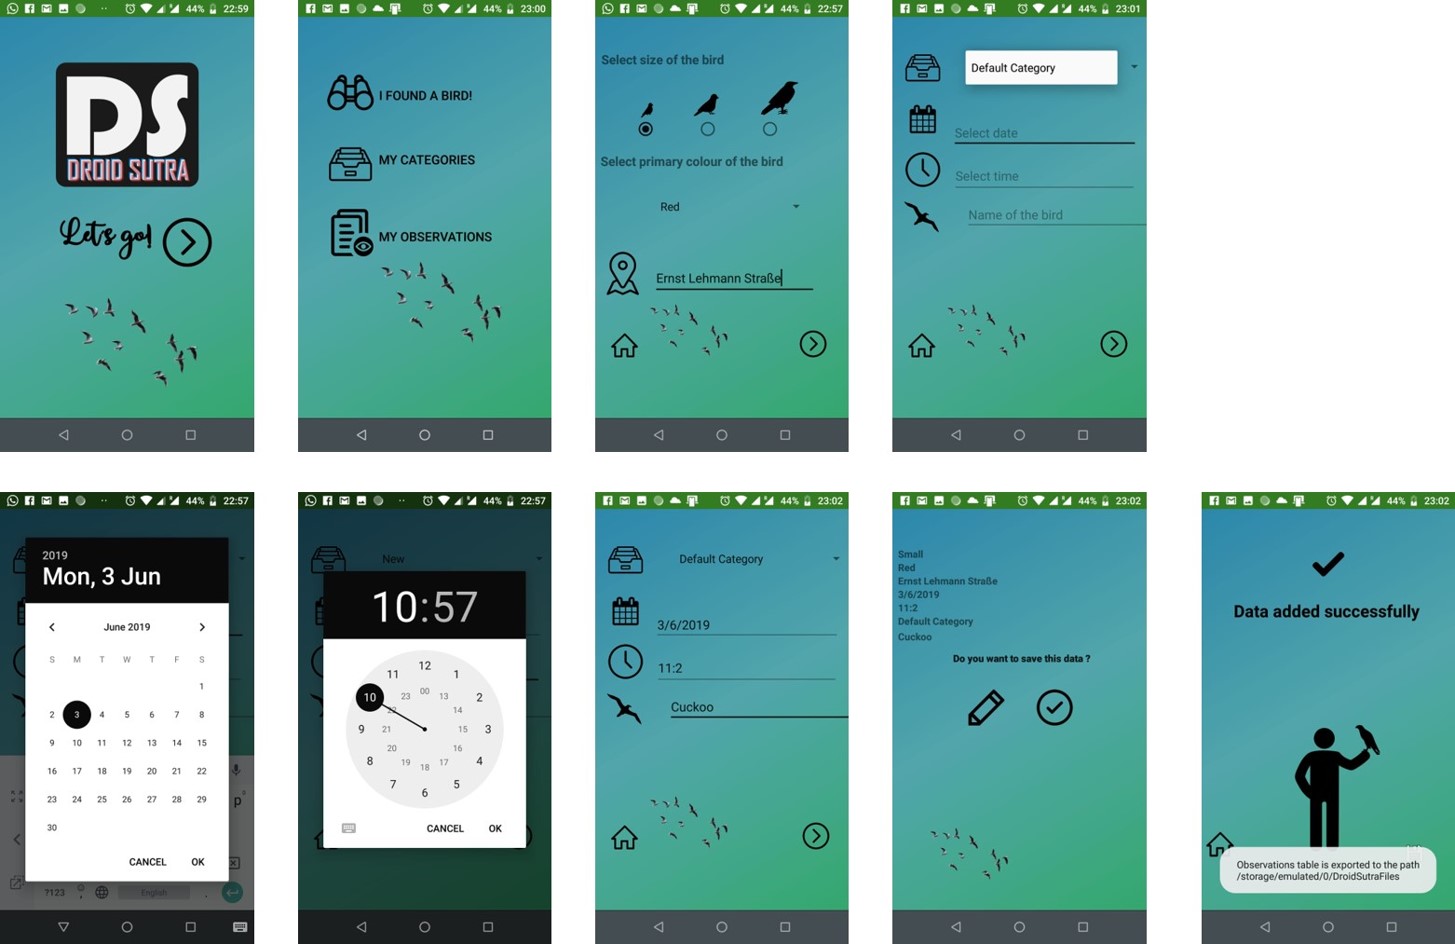 44% 22:59
DS
DROID SUTRA
Let's go!
44% 23:00
I FOUND A BIRD!
MY CATEGORIES
MY OBSERVATIONS
44% 22:57
Select size of the bird
Select primary colour of the bird
Red
Ernst Lehmann Straße
44% 23:01
Default Category
Select date
Select time
Name of the bird
44% 22:57
2019
Mon, 3 Jun
June 2019
S M T W T F S
1
2 3 4 5 6 7 8
9 10 11 12 13 14 15
16 17 18 19 20 21 22
23 24 25 26 27 28 29
30
CANCEL OK
p
?123 English .
44% 22:57
New
10:57
12
11 1
00
23 13
10 2
14
9 21 15 3
20 16
8 19 17 4
18
7 5
6
CANCEL OK
44% 23:02
Default Category
3/6/2019
11:2
Cuckoo
44% 23:02
Small
Red
Ernst Lehmann Straße
3/6/2019
11:2
Default Category
Cuckoo
Do you want to save this data ?
44% 23:02
Data added successfully
Observations table is exported to the path
/storage/emulated/0/DroidSutraFiles